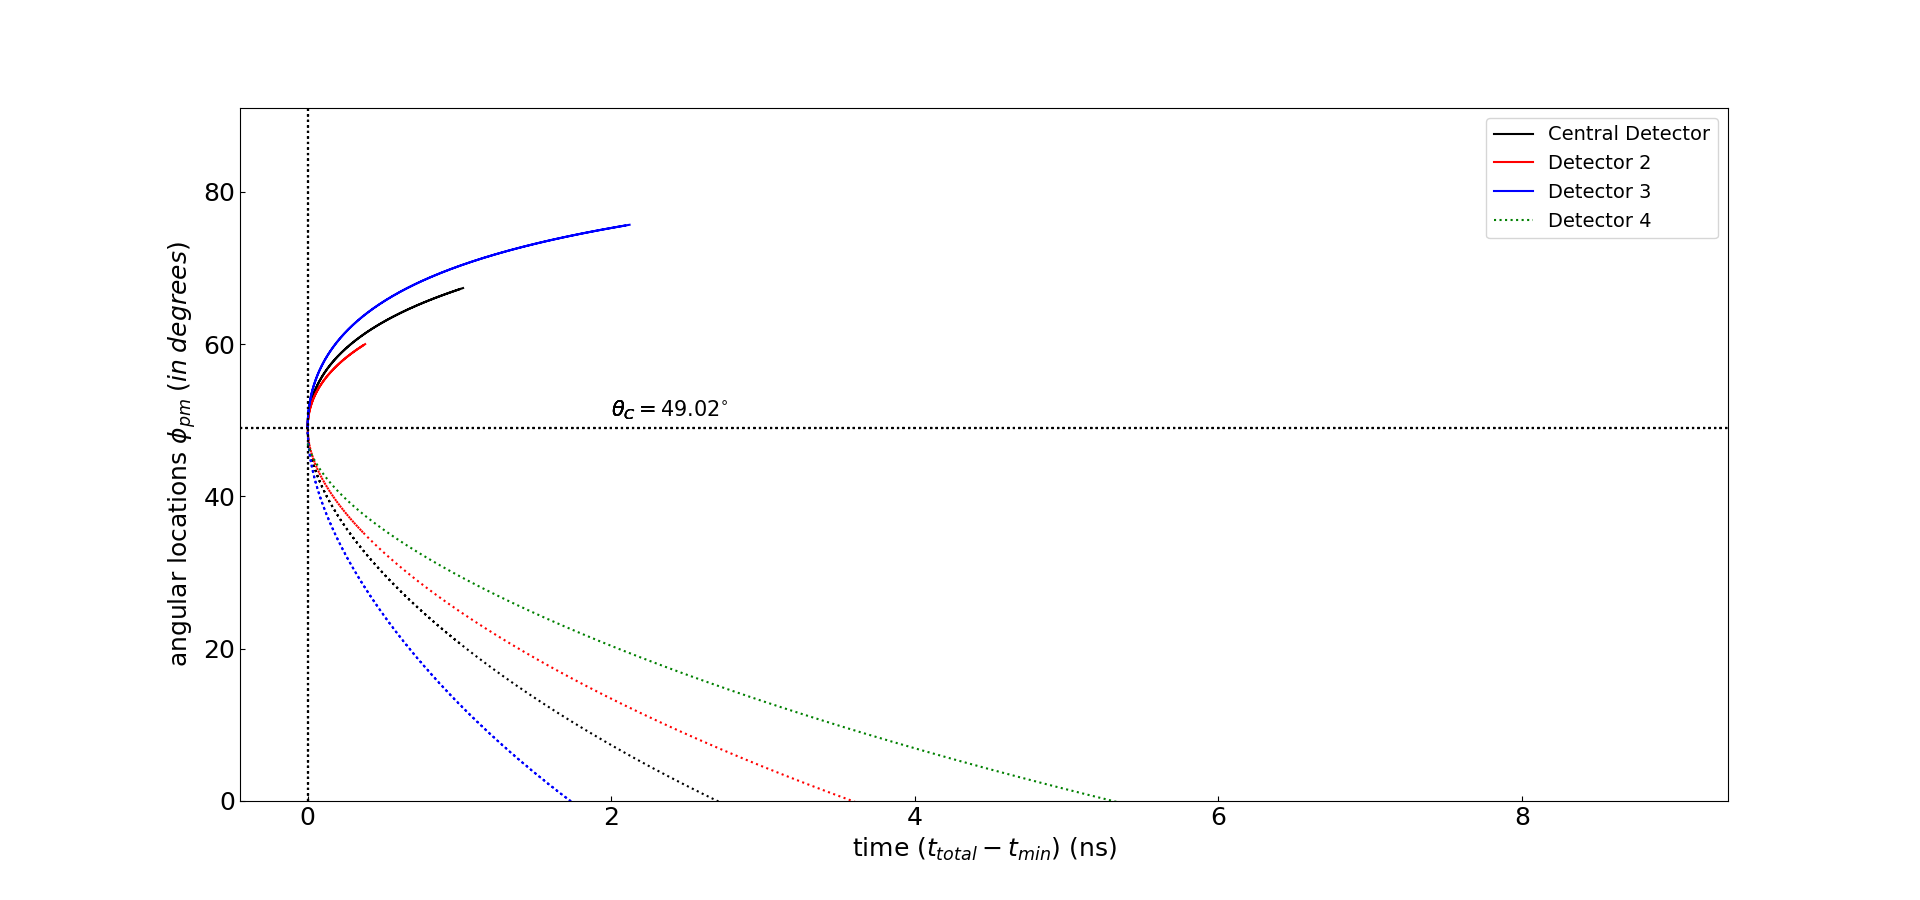 Central Detector
Detector 2
Detector 3
Detector 4
80
60
40
20
0
angular locations ϕ_pm (in degrees)
θ_C = 49.02°
0 2 4 6 8
time (t_total − t_min) (ns)